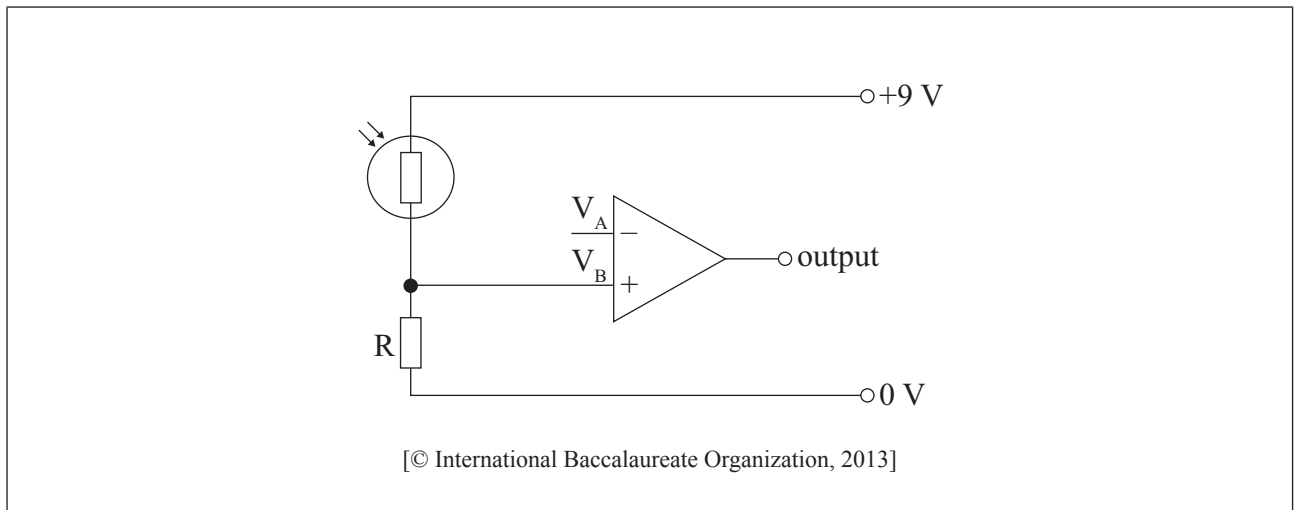 +9 V
V_A
−
V_B
+
output
R
0 V
[© International Baccalaureate Organization, 2013]